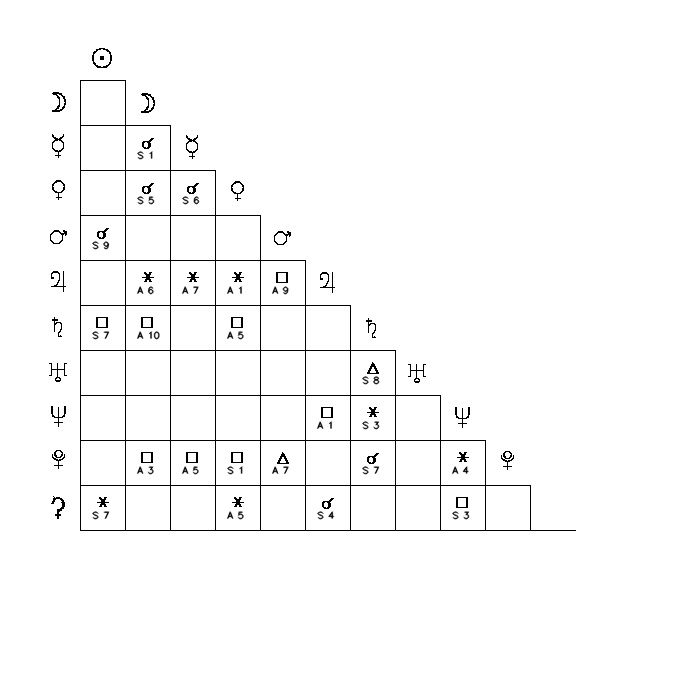 ☉
☽ ☽
☿ ☌ ☿
S 1
♀ ☌ ☌ ♀
S 5 S 6
♂ ☌ ♂
S 9
♃ ⚹ ⚹ ⚹ □ ♃
A 6 A 7 A 1 A 9
♄ □ □ □ ♄
S 7 A 10 A 5
♅ △ ♅
S 8
♆ □ ⚹ ♆
A 1 S 3
♇ □ □ □ △ ☌ ⚹ ♇
A 3 A 5 S 1 A 7 S 7 A 4
⚳ ⚹ ⚹ ☌ □
S 7 A 5 S 4 S 3